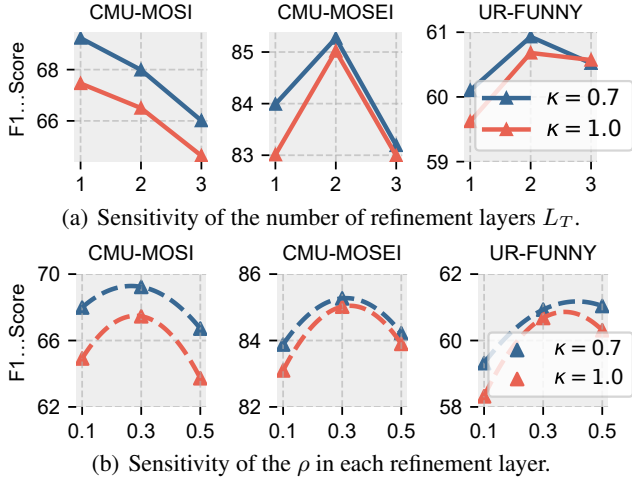 CMU-MOSI CMU-MOSEI UR-FUNNY
F1...Score
68
66
1 2 3
85
84
83
1 2 3
61
60
59
1 2 3
κ = 0.7
κ = 1.0
(a) Sensitivity of the number of refinement layers L_T.
CMU-MOSI CMU-MOSEI UR-FUNNY
F1...Score
70
66
62
0.1 0.3 0.5
86
84
82
0.1 0.3 0.5
62
60
58
0.1 0.3 0.5
κ = 0.7
κ = 1.0
(b) Sensitivity of the ρ in each refinement layer.